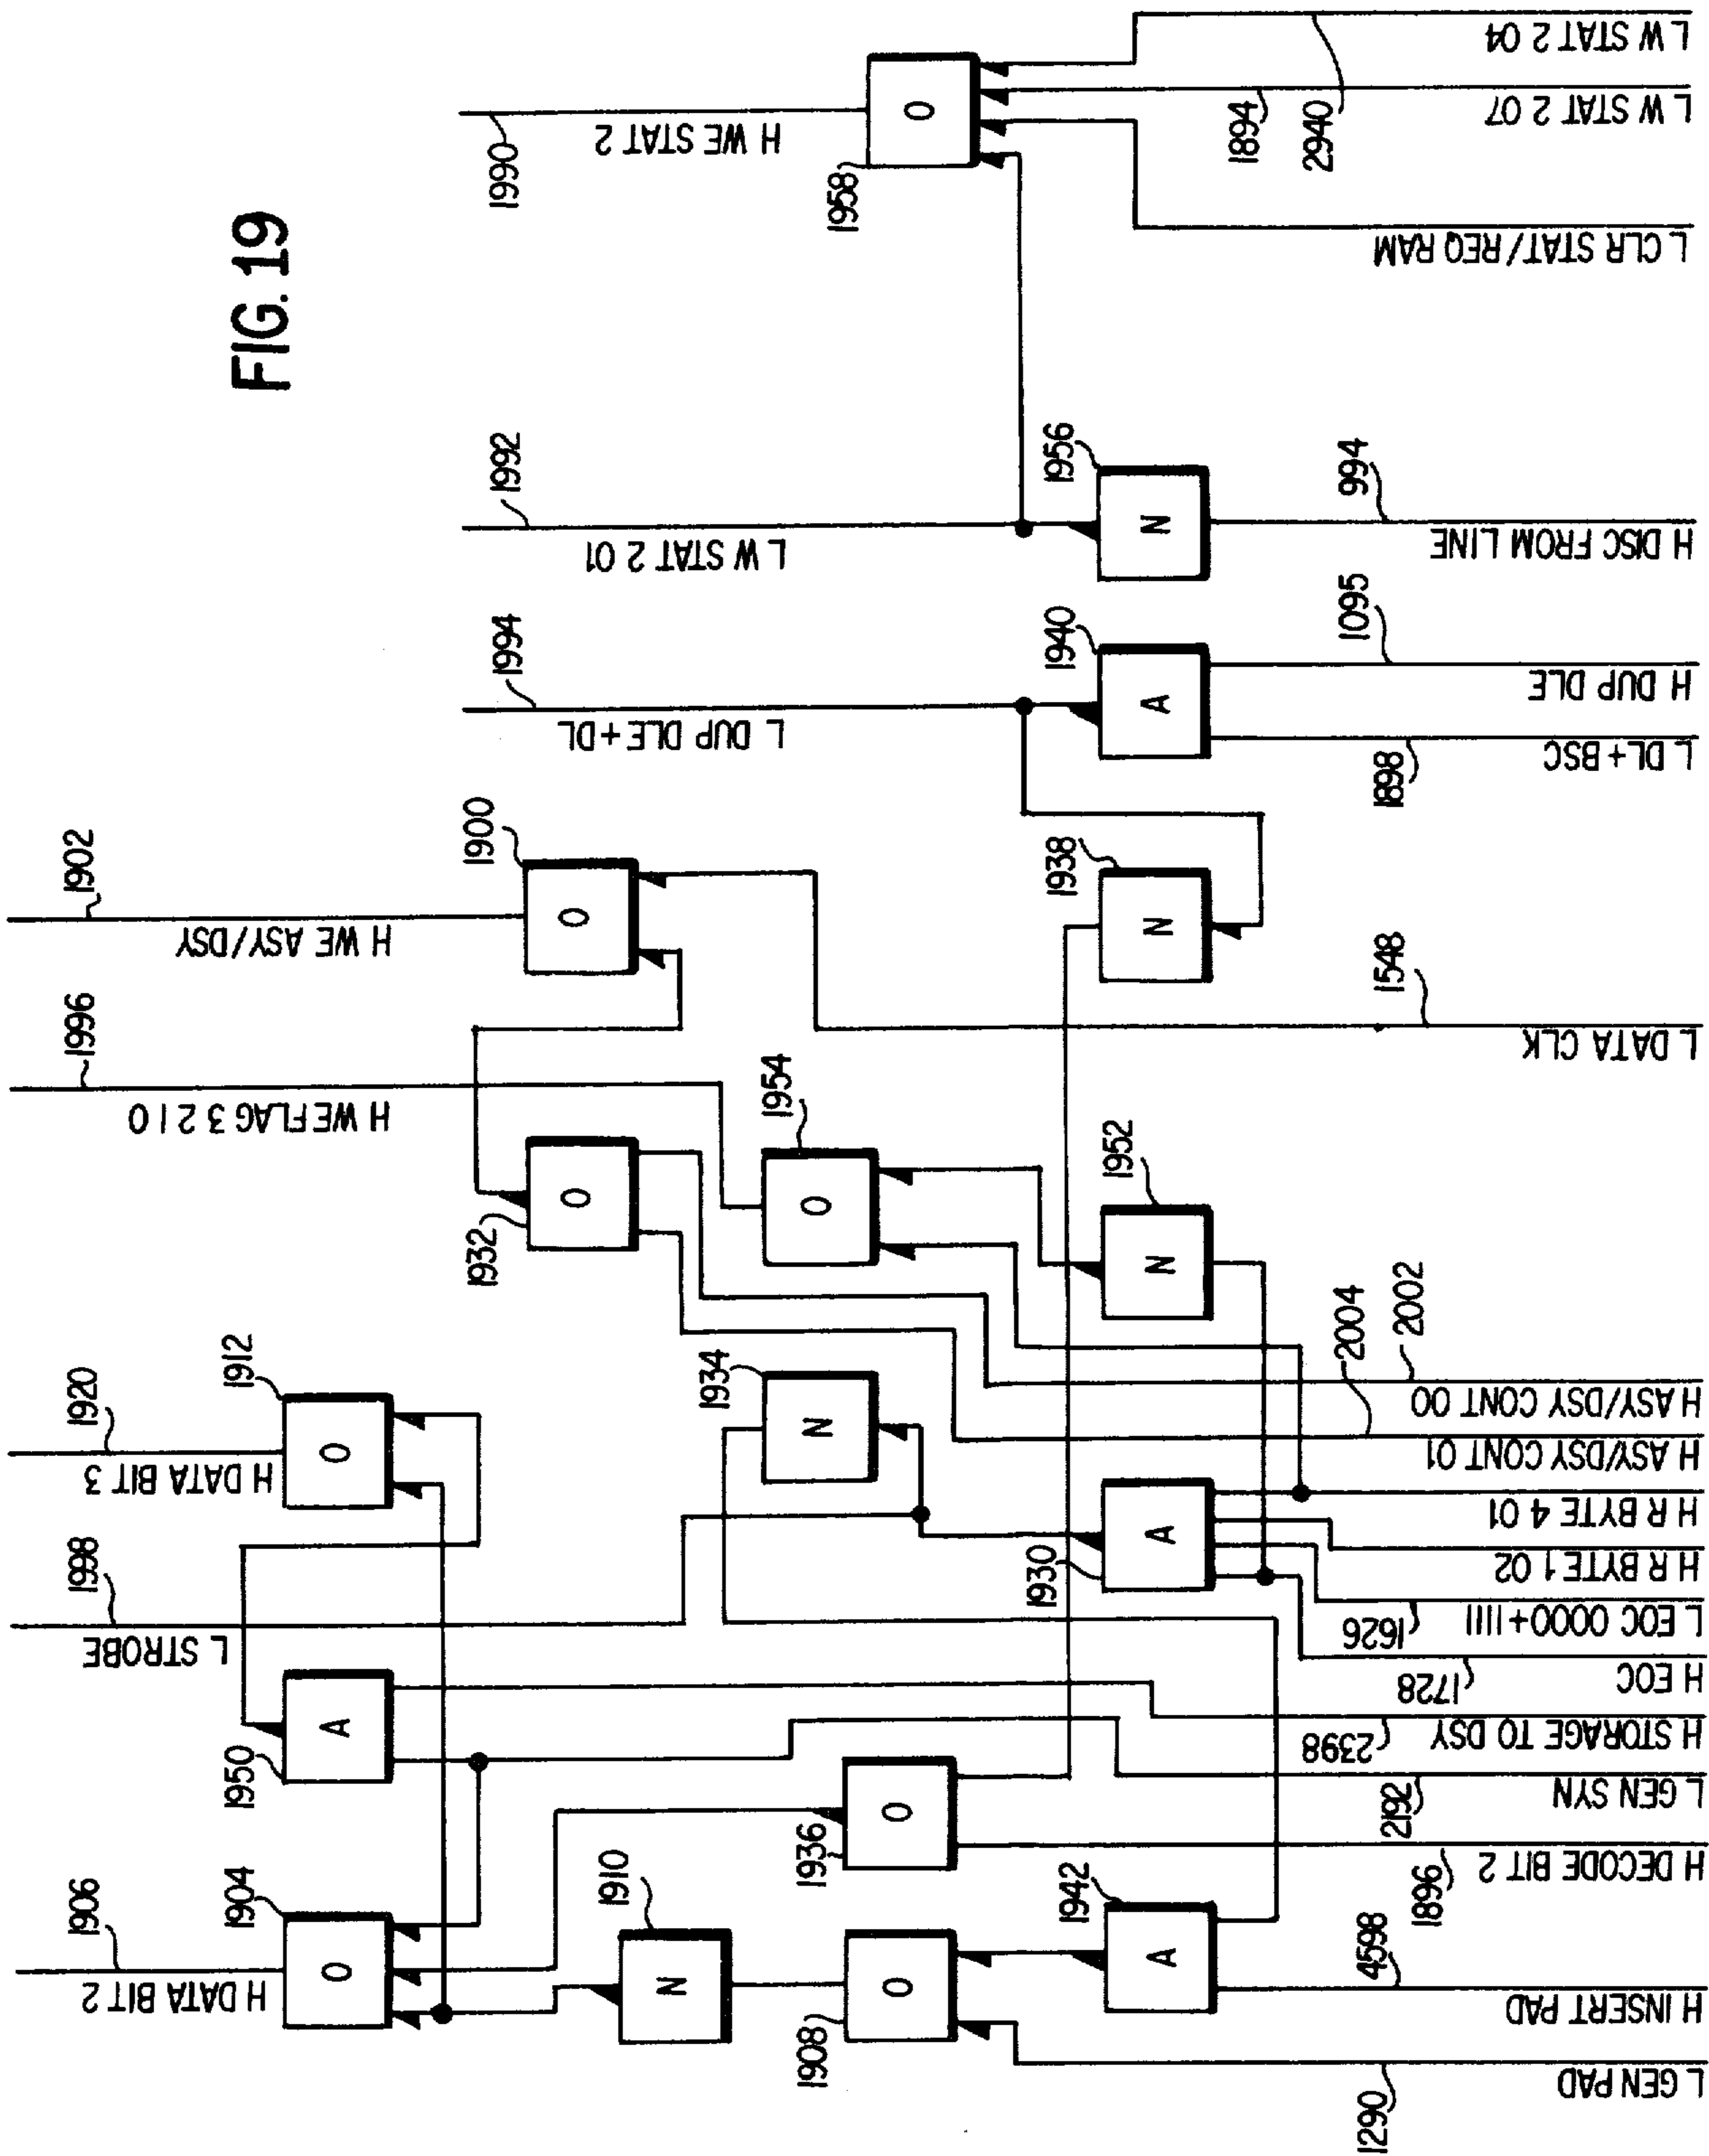 FIG. 19
1906
H DATA BIT 2
1904
O
1950
A
1998
L STROBE
1920
H DATA BIT 3
1912
O
1996
H WE FLAG 3 2 1 0
1902
H WE ASY/DSY
1900
O
1932
O
1994
L DUP DLE+DL
1992
L W STAT 2 01
1990
H WE STAT 2
1958
O
1910
N
1908
O
1936
O
1934
N
1954
O
1942
A
1930
A
1952
N
1938
N
1940
A
1956
N
1290
L GEN PAD
4598
H INSERT PAD
1896
H DECODE BIT 2
2192
L GEN SYN
2398
H STORAGE TO DSY
1728
H EOC
1626
L EOC 0000+1111
H R BYTE 1 02
H R BYTE 4 01
2004
H ASY/DSY CONT 01
2002
H ASY/DSY CONT 00
1548
L DATA CLK
1898
L DL+BSC
1095
H DUP DLE
994
H DISC FROM LINE
L CLR STAT/REQ RAM
1894
L W STAT 2 07
2940
L W STAT 2 04